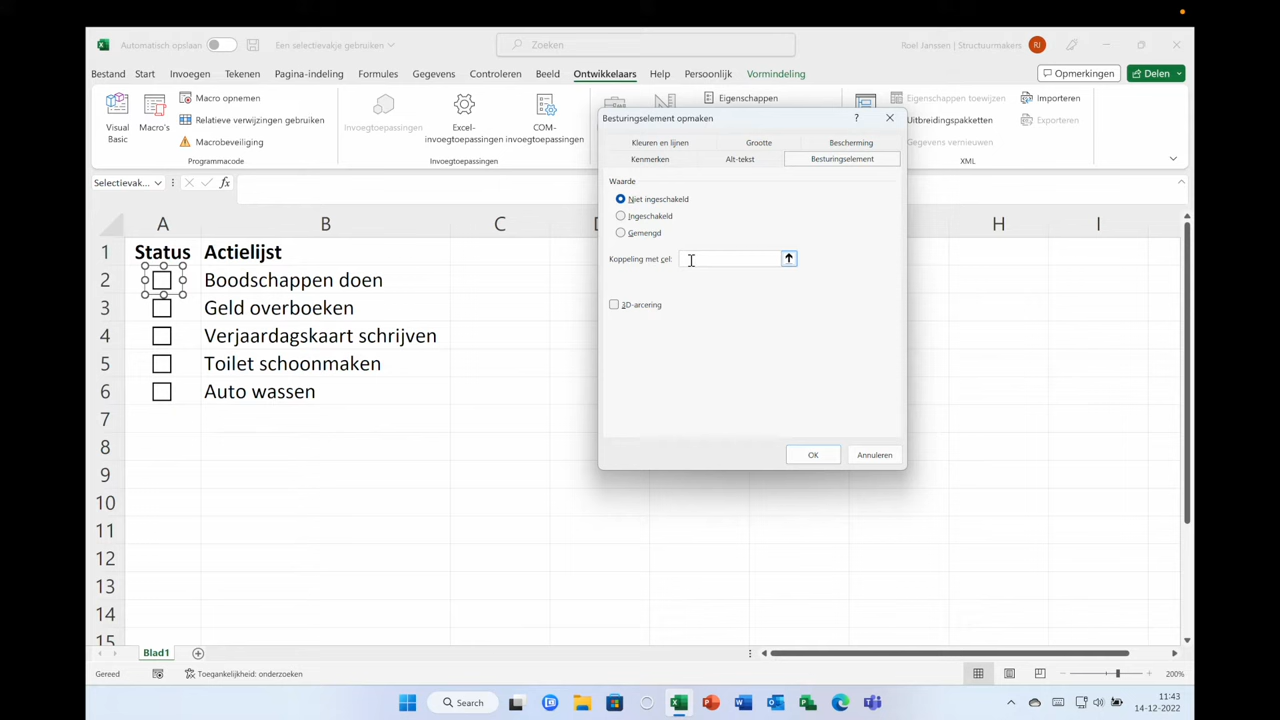 Automatisch opslaan
Een selectievakje gebruiken
Zoeken
Roel Janssen | Structuurmakers
RJ
Bestand
Start
Invoegen
Tekenen
Pagina-indeling
Formules
Gegevens
Controleren
Beeld
Ontwikkelaars
Help
Persoonlijk
Vormindeling
Opmerkingen
Delen
Visual
Basic
Macro's
Macro opnemen
Relatieve verwijzingen gebruiken
Macrobeveiliging
Programmacode
Invoegtoepassingen
Excel-
invoegtoepassingen
COM-
invoegtoepassingen
Invoegtoepassingen
Eigenschappen
Eigenschappen toewijzen
Uitbreidingspakketten
Gegevens vernieuwen
Importeren
Exporteren
XML
Selectievak...
fx
Besturingselement opmaken
?
Kleuren en lijnen
Grootte
Bescherming
Kenmerken
Alt-tekst
Besturingselement
Waarde
Niet ingeschakeld
Ingeschakeld
Gemengd
Koppeling met cel:
3D-arcering
OK
Annuleren
A B C D H I
1 Status Actielijst
2 Boodschappen doen
3 Geld overboeken
4 Verjaardagskaart schrijven
5 Toilet schoonmaken
6 Auto wassen
7
8
9
10
11
12
13
14
15
Blad1
Gereed
Toegankelijkheid: onderzoeken
200%
Search
11:43
14-12-2022